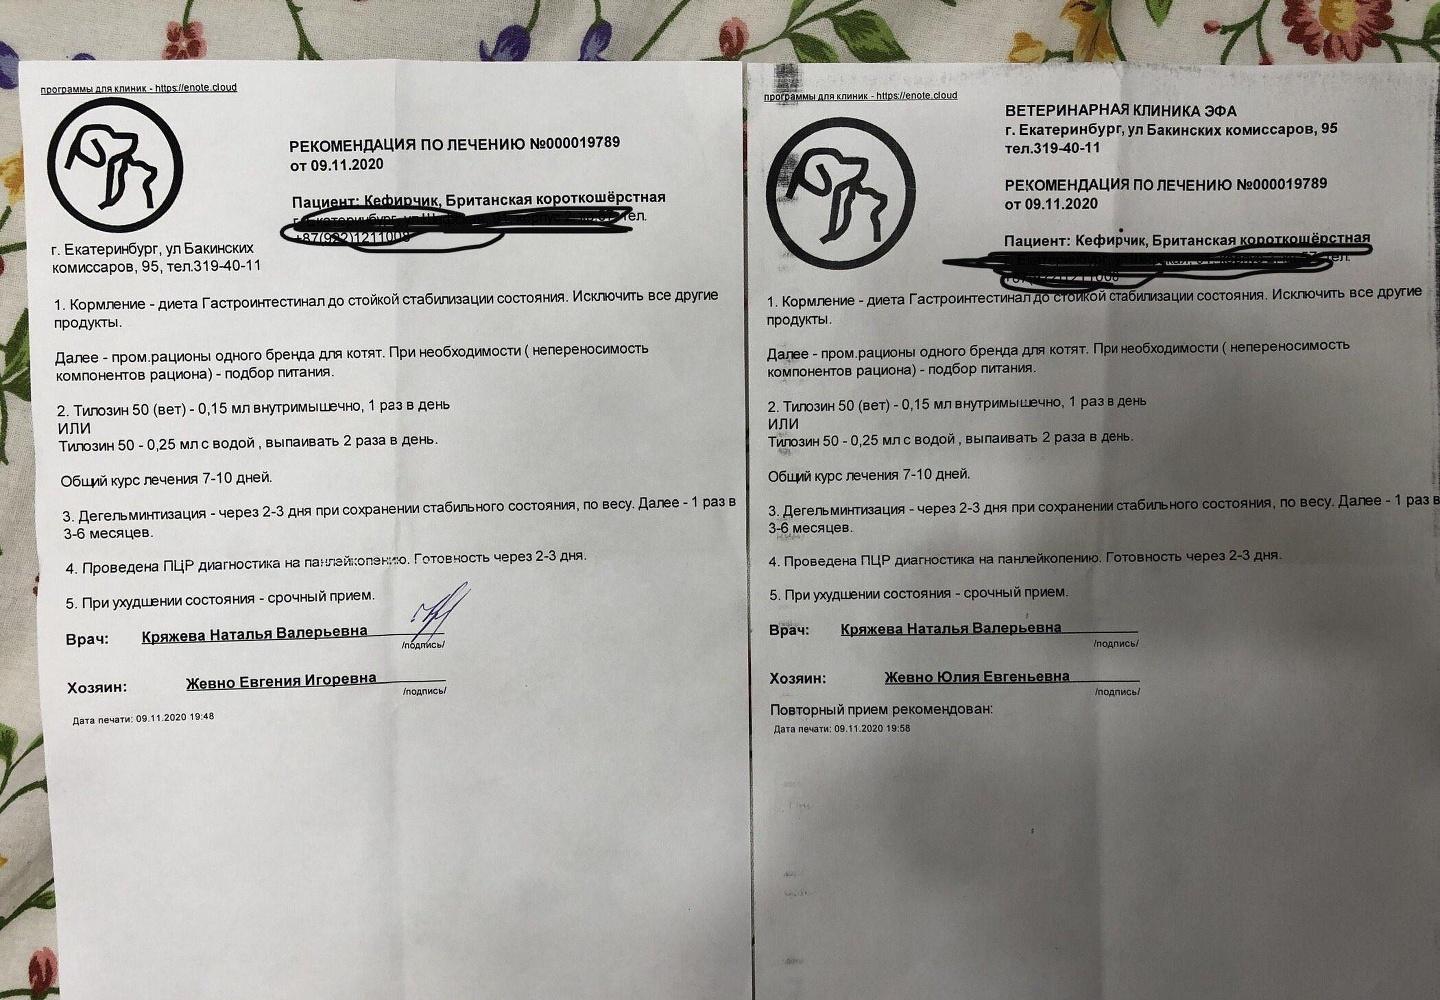 программы для клиник - https://enote.cloud
РЕКОМЕНДАЦИЯ ПО ЛЕЧЕНИЮ №000019789
от 09.11.2020
Пациент: Кефирчик, Британская короткошёрстная
тел.
г. Екатеринбург, ул Бакинских
комиссаров, 95, тел.319-40-11
1. Кормление - диета Гастроинтестинал до стойкой стабилизации состояния. Исключить все другие
продукты.
Далее - пром.рационы одного бренда для котят. При необходимости ( непереносимость
компонентов рациона) - подбор питания.
2. Тилозин 50 (вет) - 0,15 мл внутримышечно, 1 раз в день
ИЛИ
Тилозин 50 - 0,25 мл с водой , выпаивать 2 раза в день.
Общий курс лечения 7-10 дней.
3. Дегельминтизация - через 2-3 дня при сохранении стабильного состояния, по весу. Далее - 1 раз в
3-6 месяцев.
4. Проведена ПЦР диагностика на панлейкопению. Готовность через 2-3 дня.
5. При ухудшении состояния - срочный прием.
Врач: Кряжева Наталья Валерьевна
/подпись/
Хозяин: Жевно Евгения Игоревна
/подпись/
Дата печати: 09.11.2020 19:48
программы для клиник - https://enote.cloud
ВЕТЕРИНАРНАЯ КЛИНИКА ЭФА
г. Екатеринбург, ул Бакинских комиссаров, 95
тел.319-40-11
РЕКОМЕНДАЦИЯ ПО ЛЕЧЕНИЮ №000019789
от 09.11.2020
Пациент: Кефирчик, Британская короткошёрстная
тел.
1. Кормление - диета Гастроинтестинал до стойкой стабилизации состояния. Исключить все другие
продукты.
Далее - пром.рационы одного бренда для котят. При необходимости ( непереносимость
компонентов рациона) - подбор питания.
2. Тилозин 50 (вет) - 0,15 мл внутримышечно, 1 раз в день
ИЛИ
Тилозин 50 - 0,25 мл с водой , выпаивать 2 раза в день.
Общий курс лечения 7-10 дней.
3. Дегельминтизация - через 2-3 дня при сохранении стабильного состояния, по весу. Далее - 1 раз в
3-6 месяцев.
4. Проведена ПЦР диагностика на панлейкопению. Готовность через 2-3 дня.
5. При ухудшении состояния - срочный прием.
Врач: Кряжева Наталья Валерьевна
/подпись/
Хозяин: Жевно Юлия Евгеньевна
/подпись/
Повторный прием рекомендован:
Дата печати: 09.11.2020 19:58